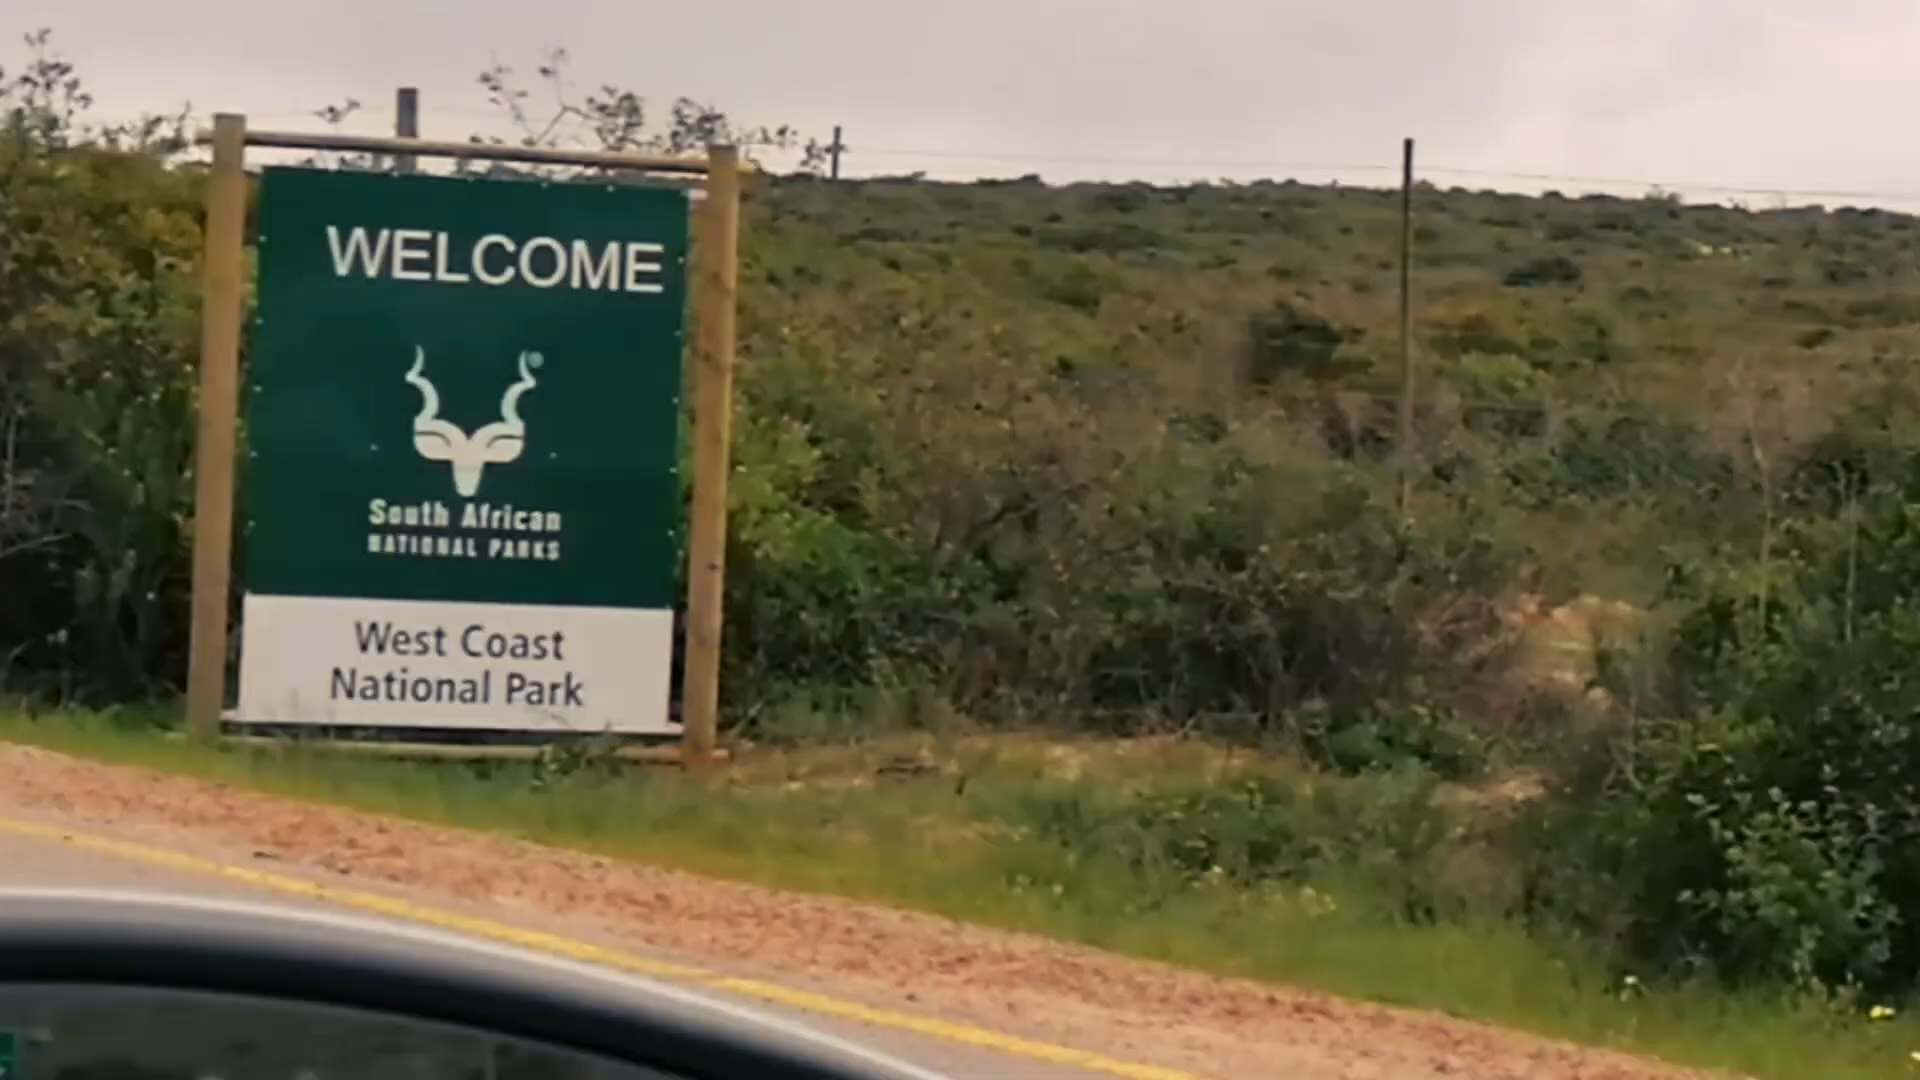 WELCOME
South African
NATIONAL PARKS
West Coast
National Park